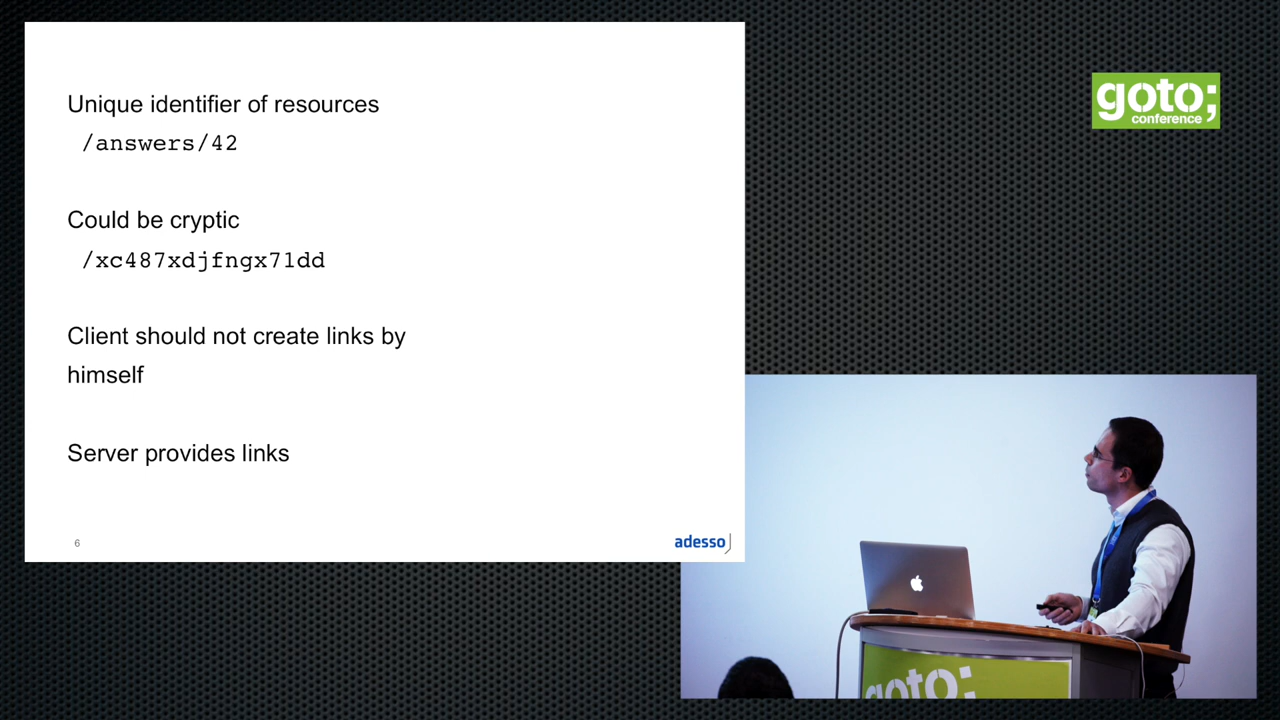 Unique identifier of resources
/answers/42
Could be cryptic
/xc487xdjfngx71dd
Client should not create links by
himself
Server provides links
6
adesso
goto;
conference
goto;